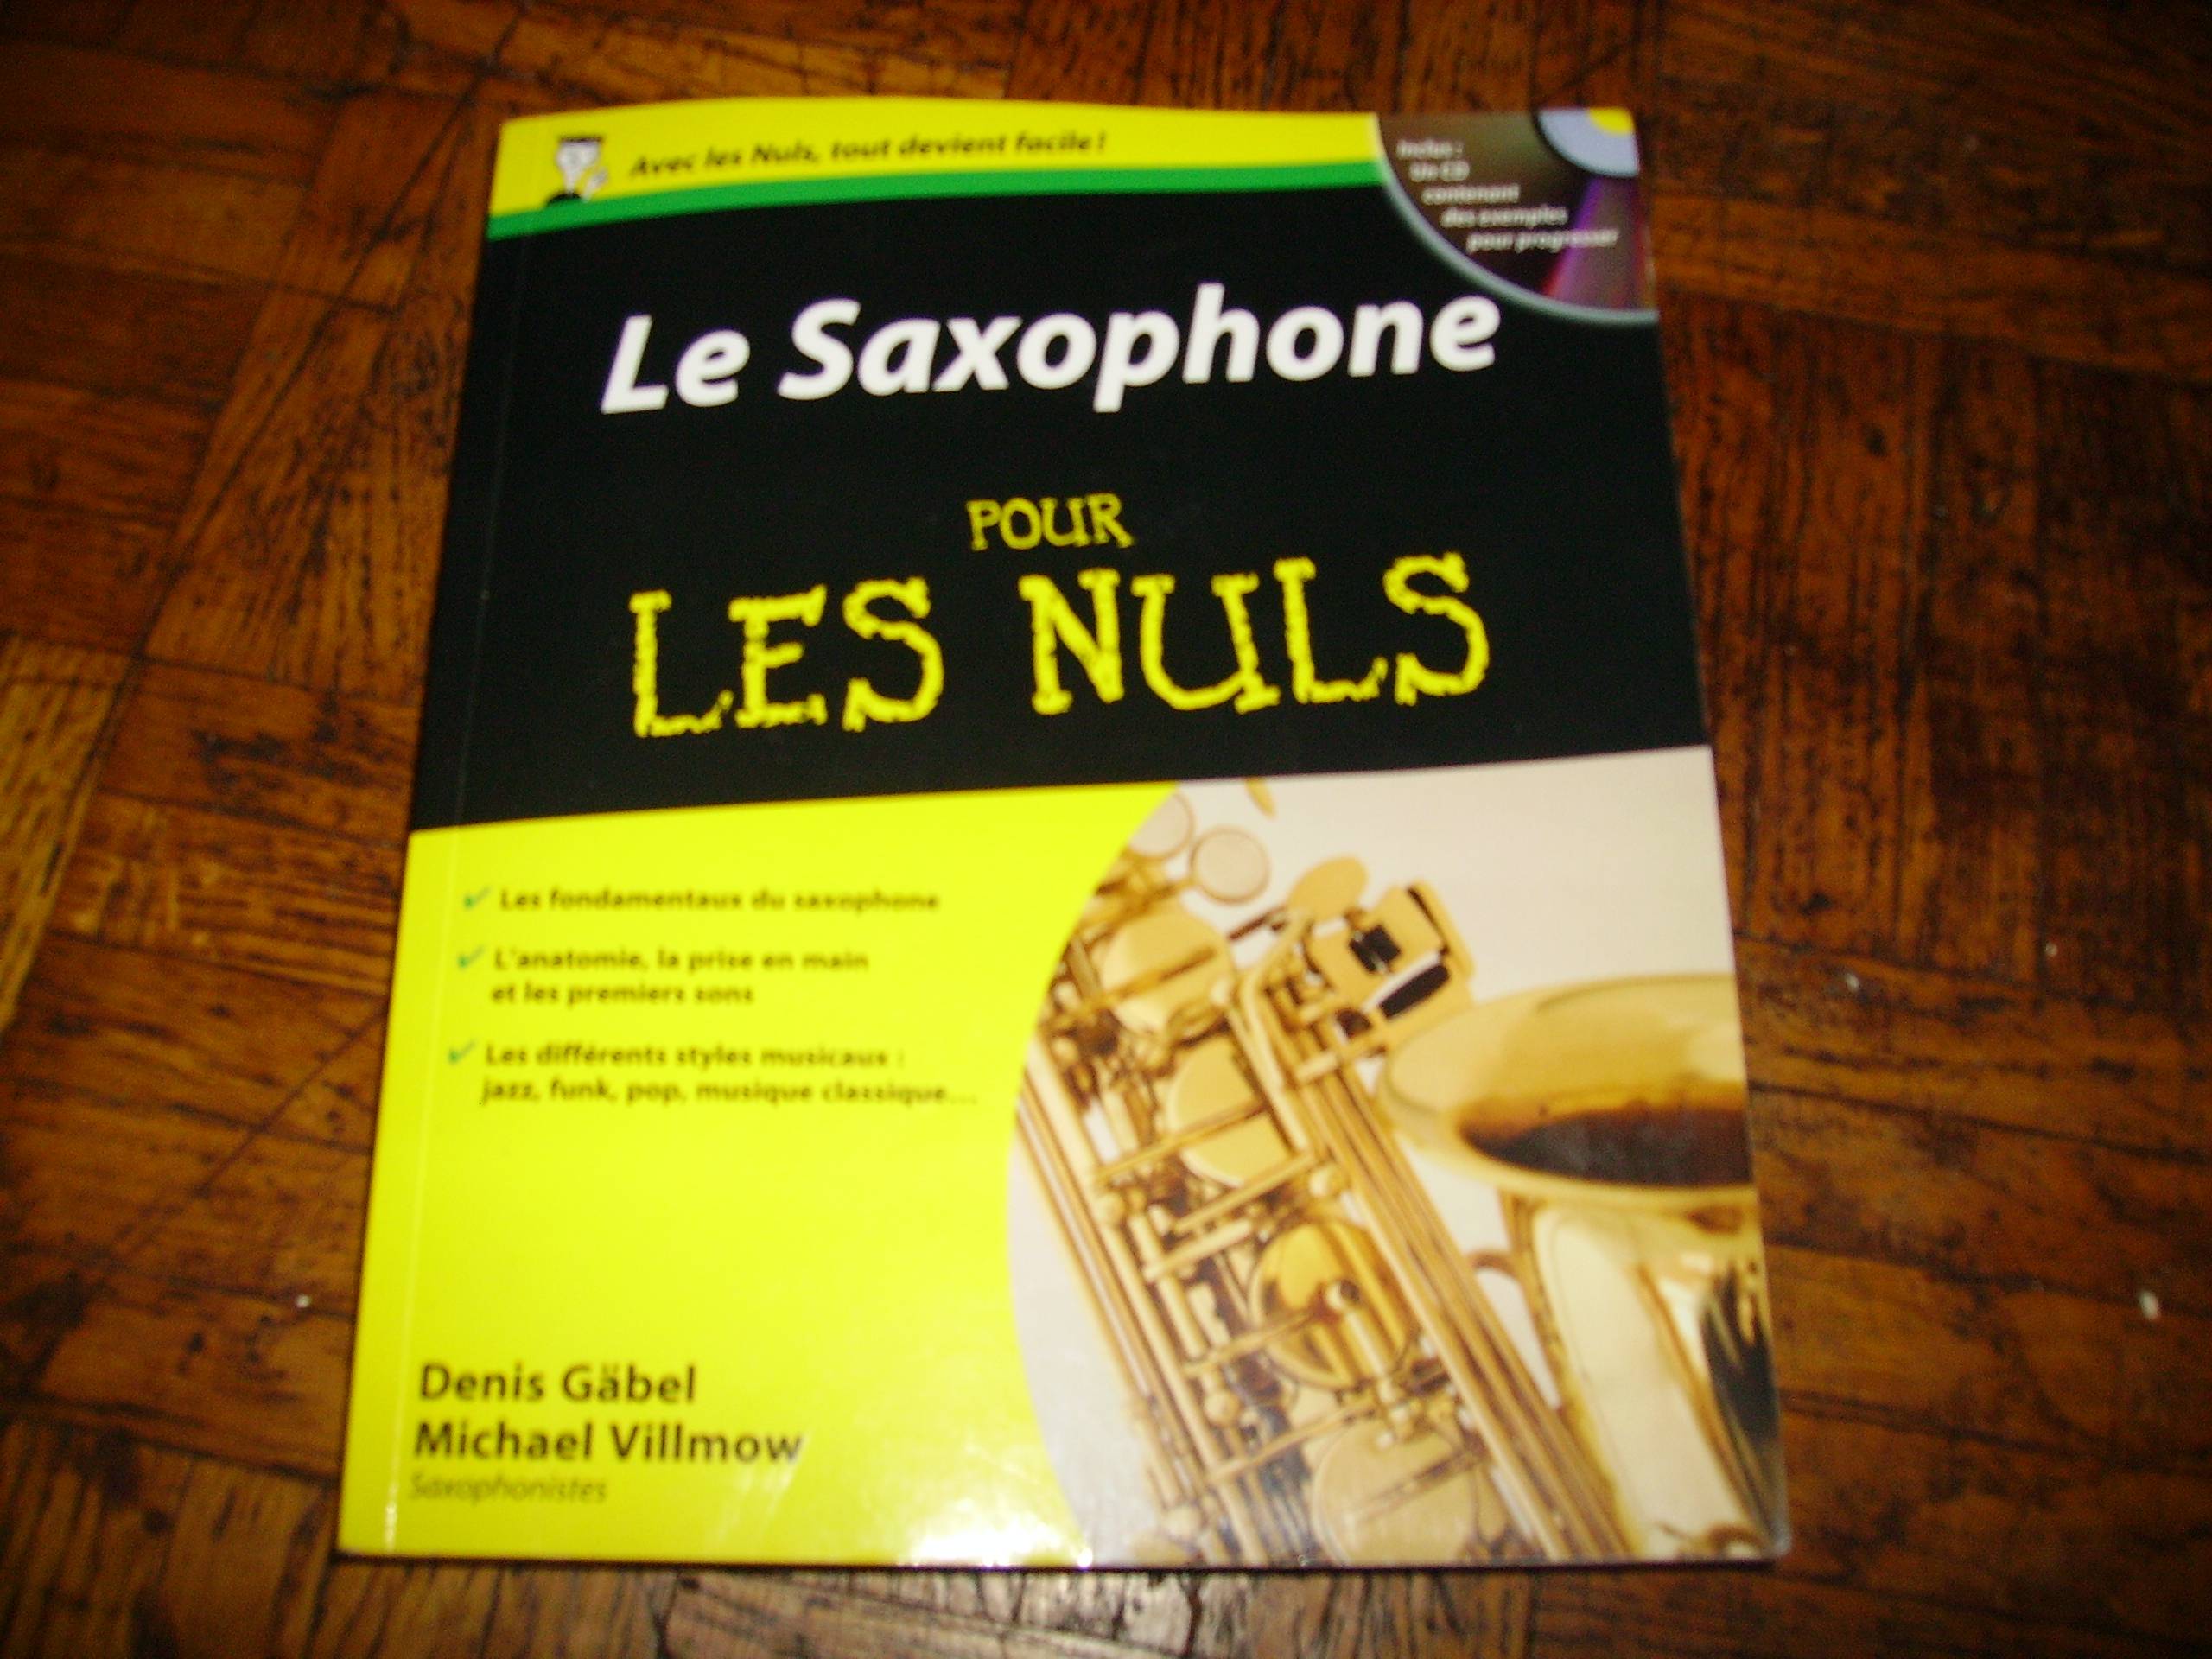 Avec les Nuls, tout devient facile !
Inclus :
Un CD
contenant
des exemples
pour progresser
Le Saxophone
POUR
LES NULS
Les fondamentaux du saxophone
L'anatomie, la prise en main
et les premiers sons
Les différents styles musicaux :
jazz, funk, pop, musique classique...
Denis Gäbel
Michael Villmow
Saxophonistes